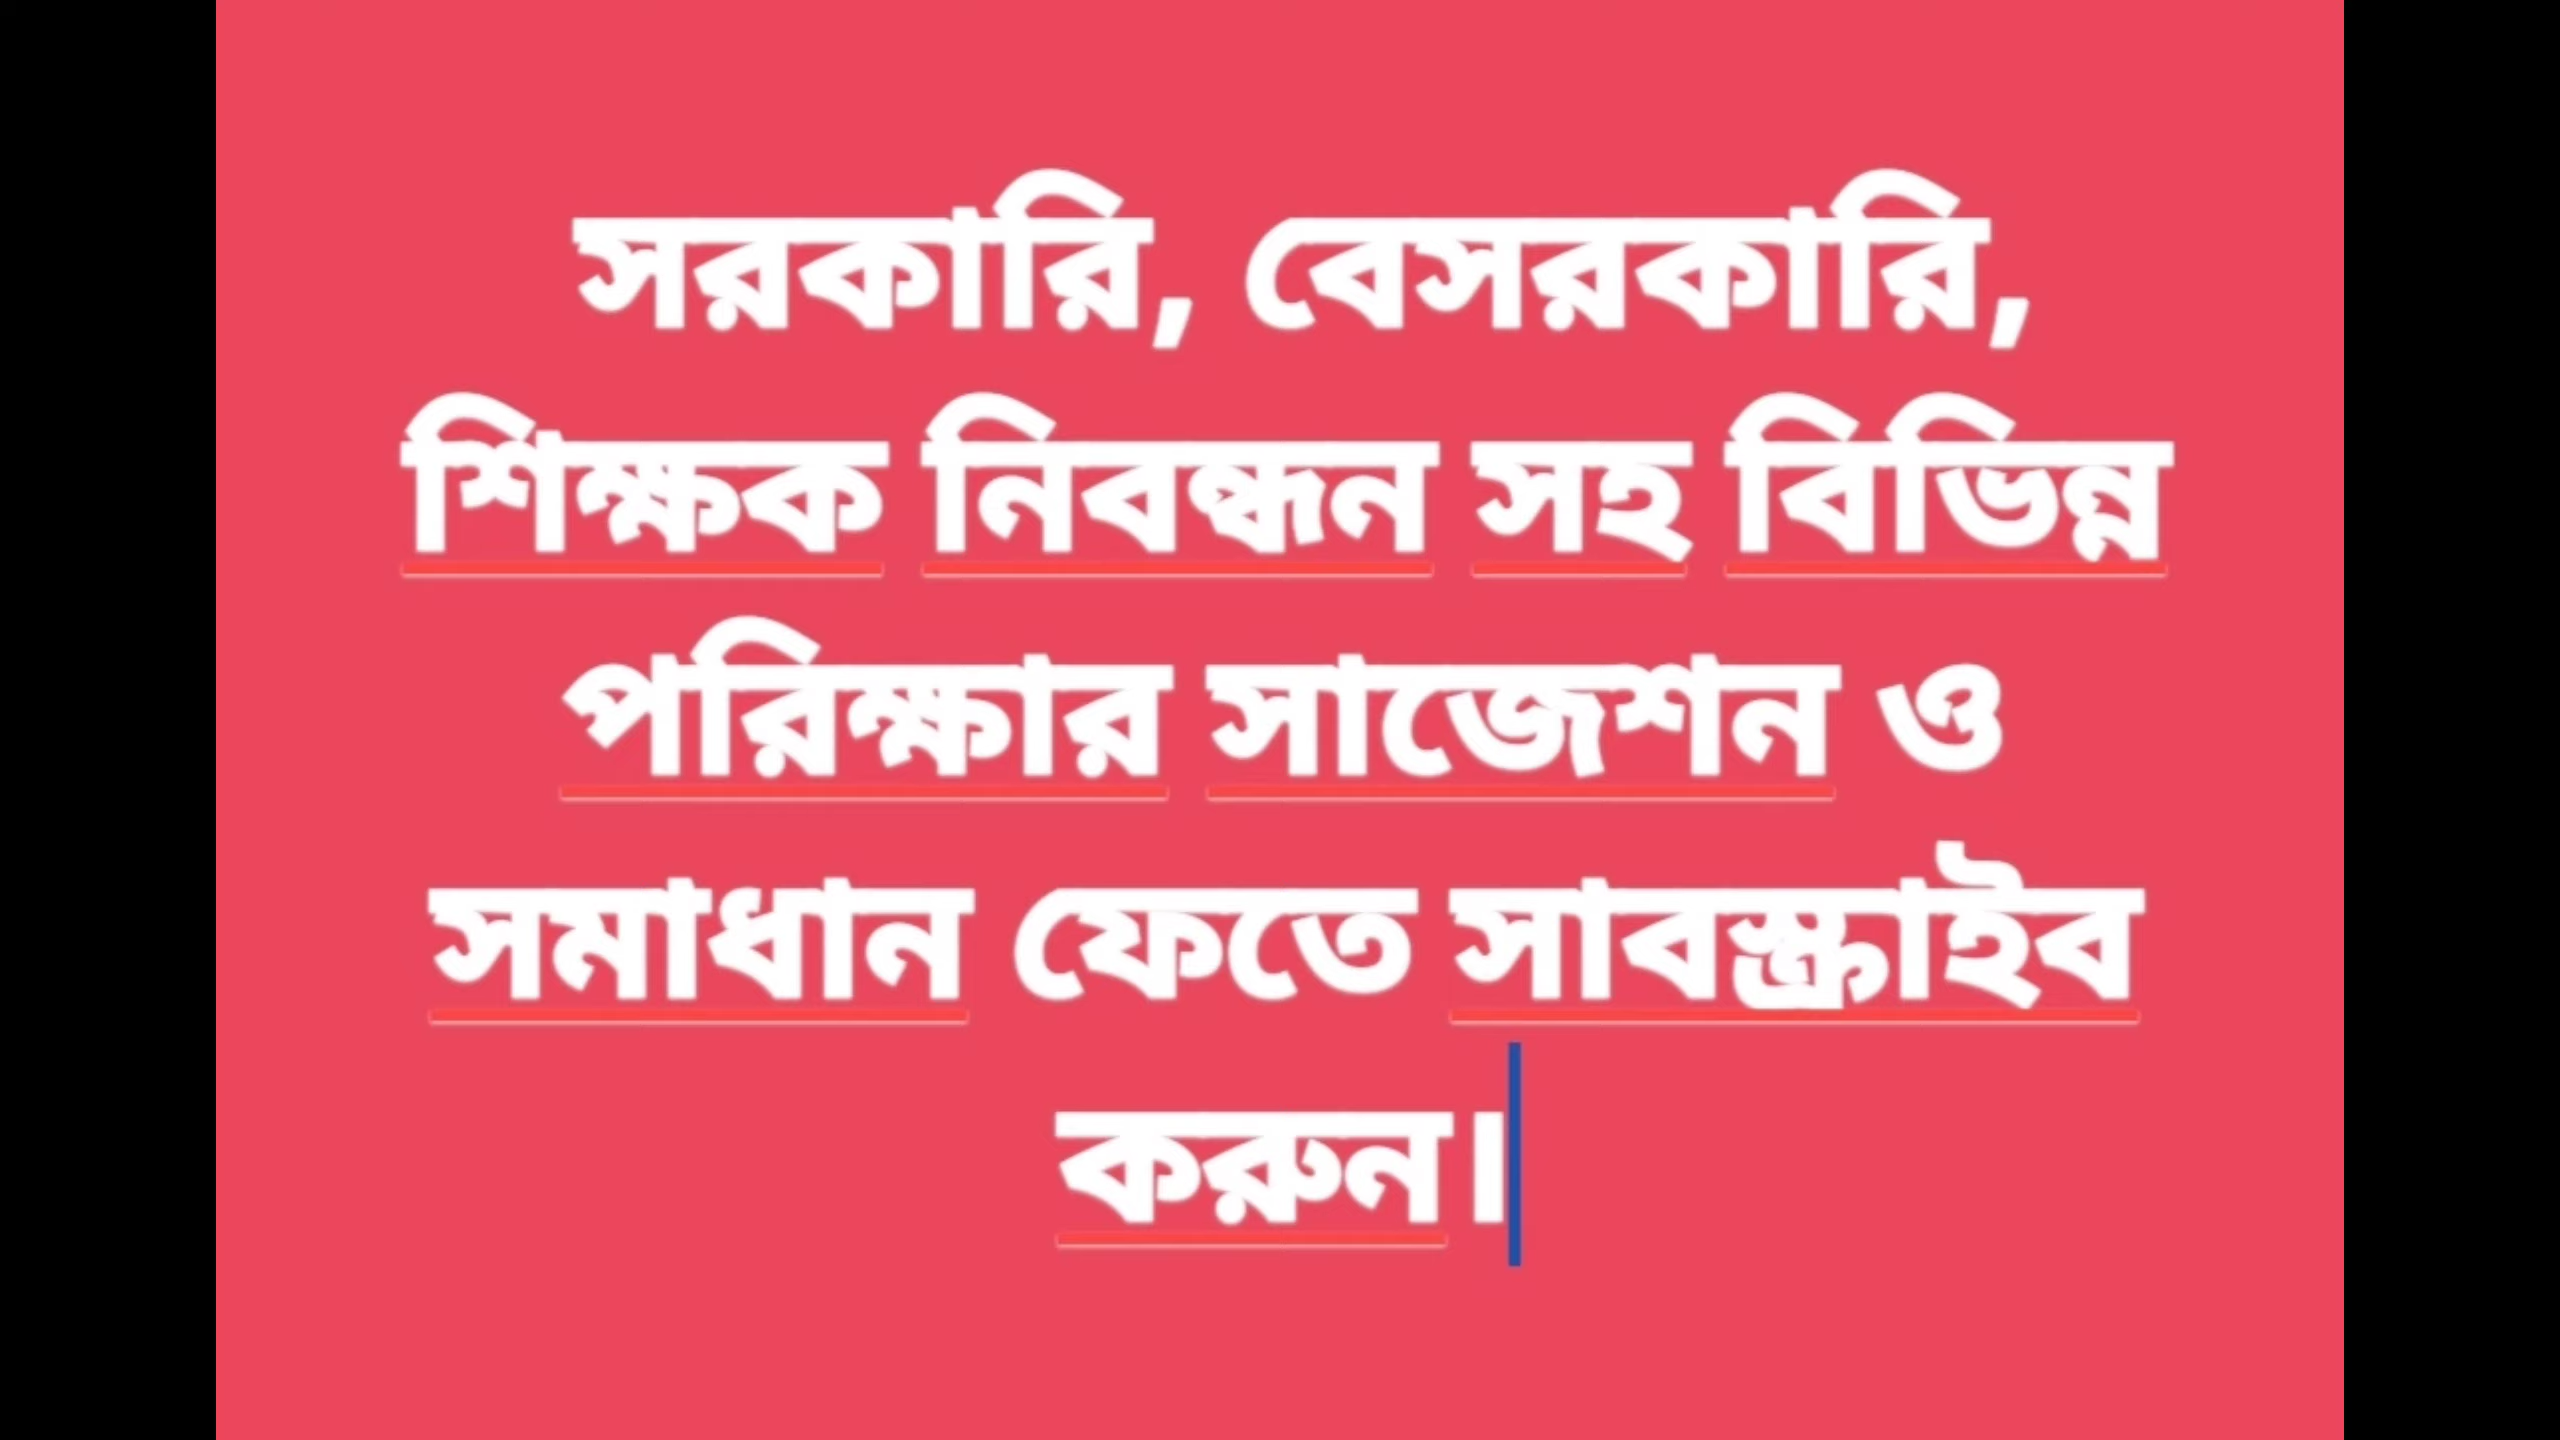 সরকারি, বেসরকারি,
শিক্ষক নিবন্ধন সহ বিভিন্ন
পরিক্ষার সাজেশন ও
সমাধান ফেতে সাবস্ক্রাইব
করুন।